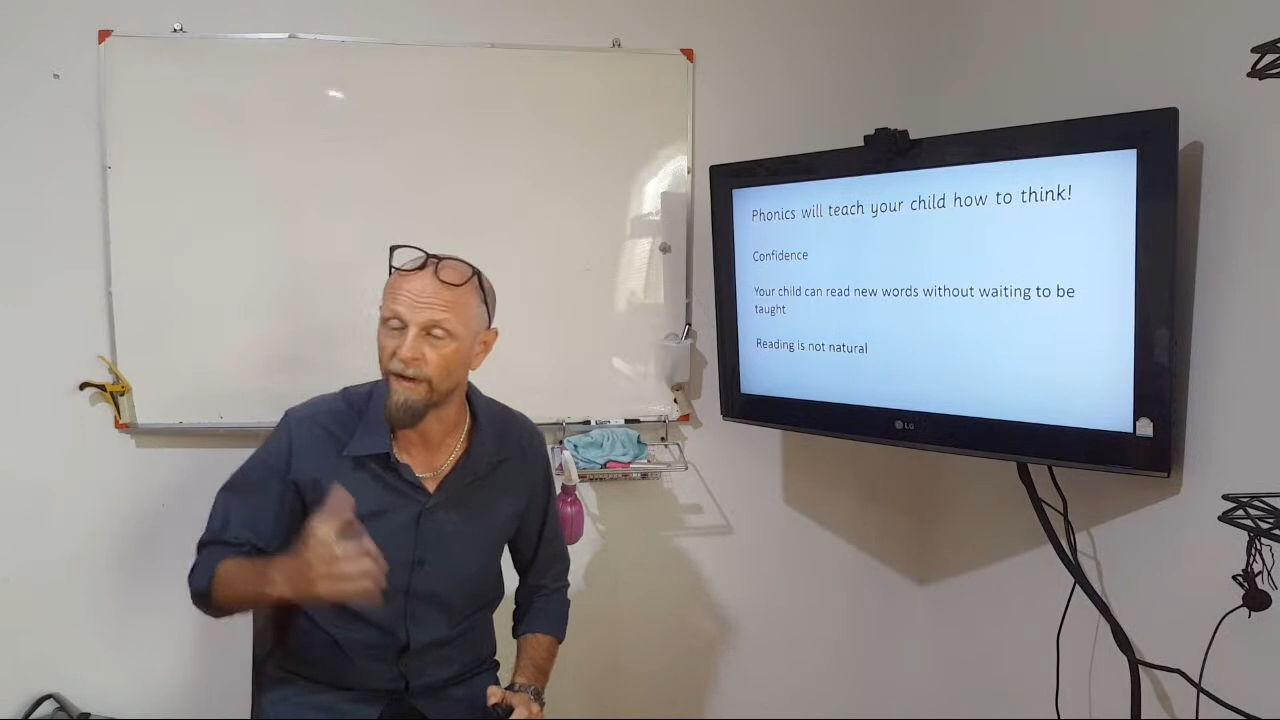 Phonics will teach your child how to think!
Confidence
Your child can read new words without waiting to be
taught
Reading is not natural
LG